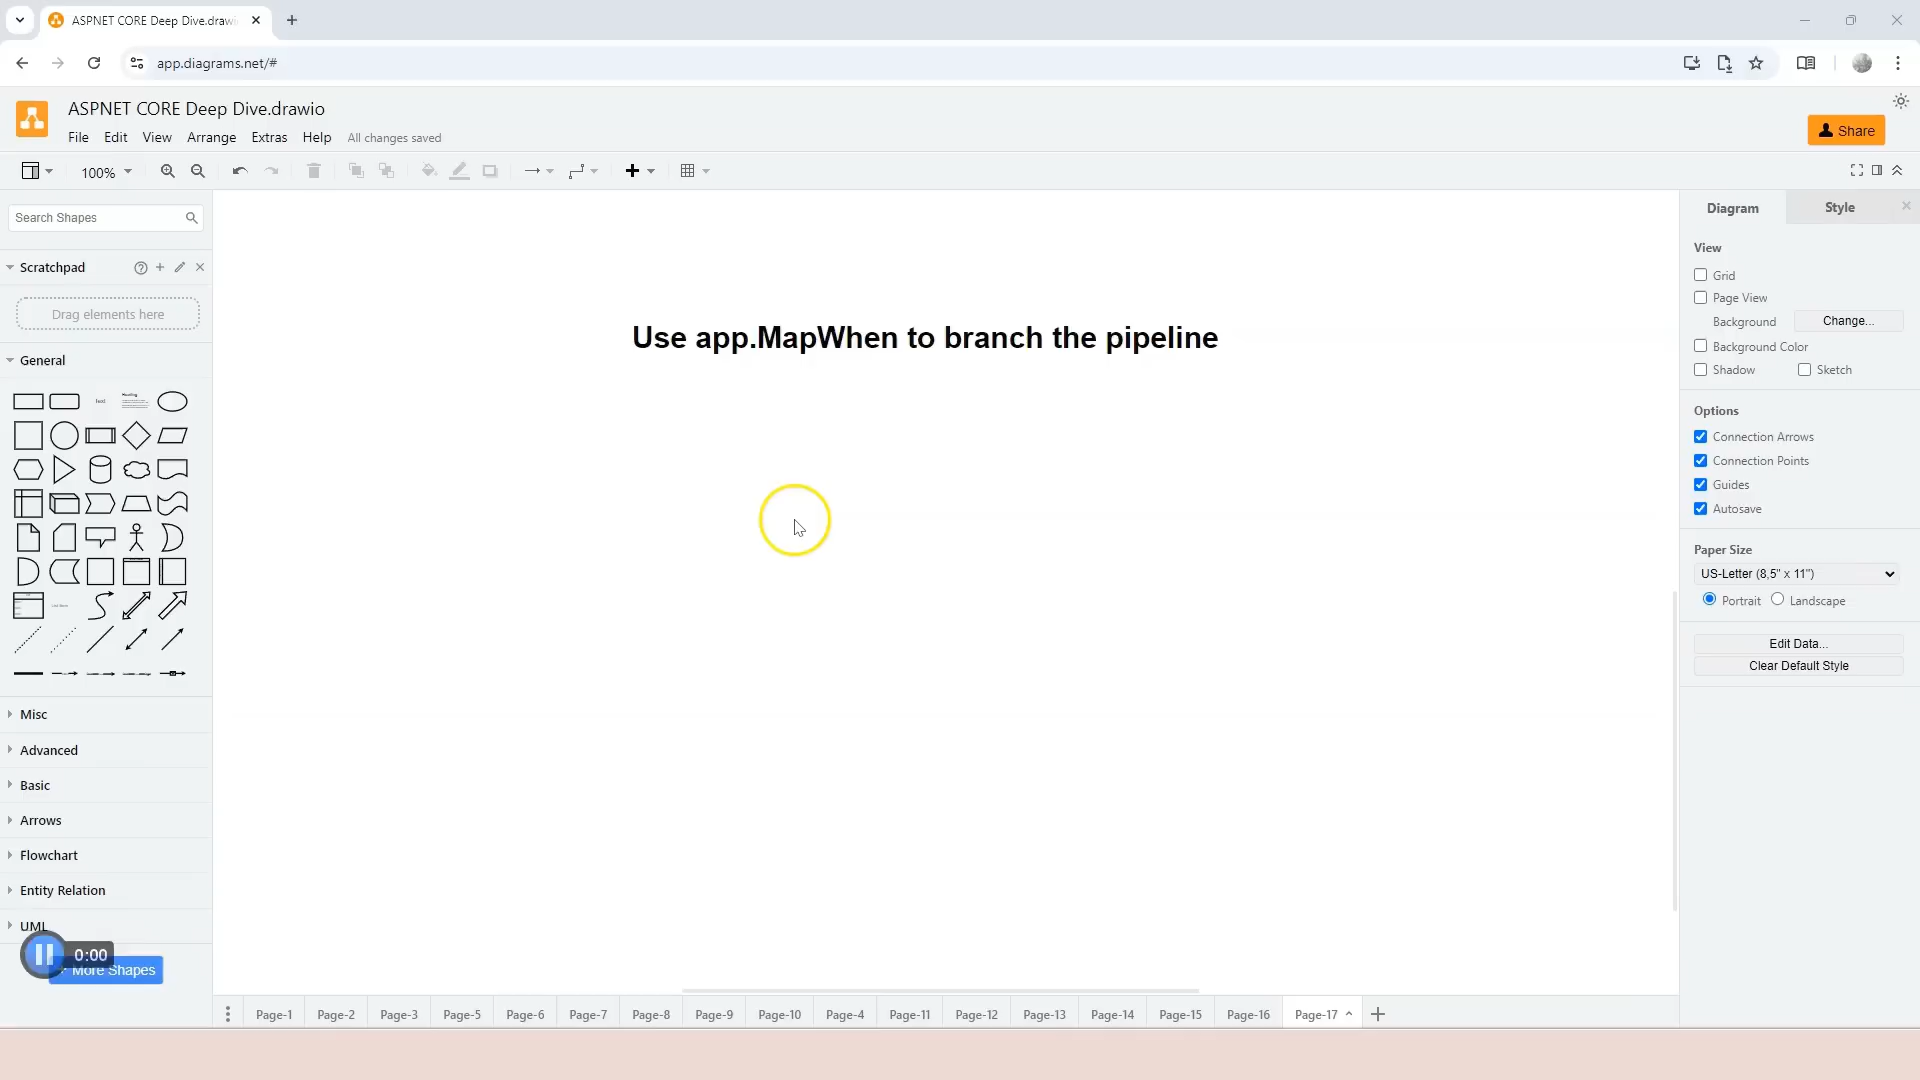 ASPNET CORE Deep Dive.drawi
app.diagrams.net/#
ASPNET CORE Deep Dive.drawio
File Edit View Arrange Extras Help All changes saved
Share
100%
Search Shapes
Diagram Style
View
Scratchpad
Grid
Page View
Drag elements here
Background Change...
Use app.MapWhen to branch the pipeline
Background Color
General
Shadow Sketch
Text
Heading
Options
Connection Arrows
Connection Points
Guides
Autosave
Paper Size
US-Letter (8,5" x 11")
Portrait Landscape
Edit Data...
Clear Default Style
Misc
Advanced
Basic
Arrows
Flowchart
Entity Relation
UML
0:00
More Shapes
Page-1 Page-2 Page-3 Page-5 Page-6 Page-7 Page-8 Page-9 Page-10 Page-4 Page-11 Page-12 Page-13 Page-14 Page-15 Page-16 Page-17